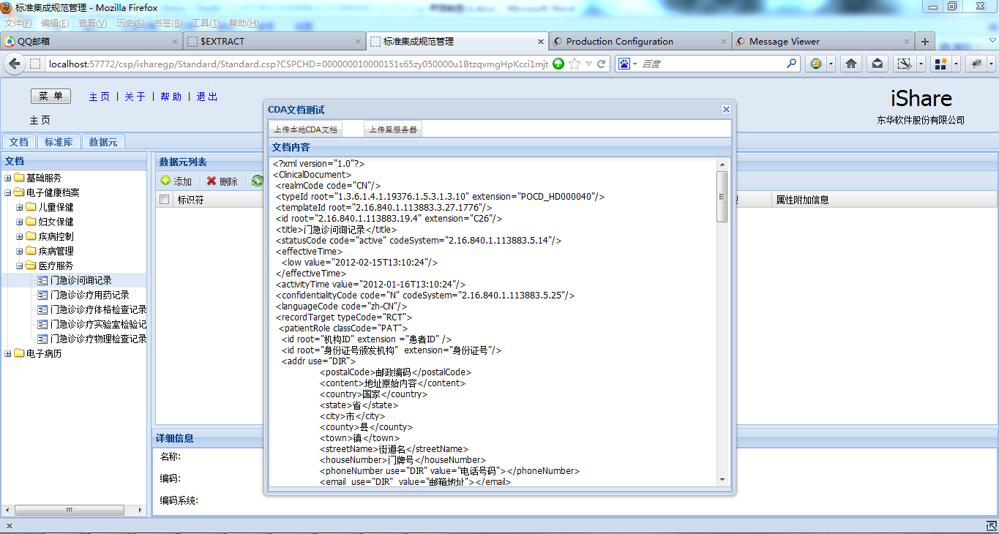 标准集成规范管理 - Mozilla Firefox
文件(F) 编辑(E) 查看(V) 历史(S) 书签(B) 工具(T) 帮助(H)
QQ邮箱 $EXTRACT 标准集成规范管理 Production Configuration Message Viewer
localhost:57772/csp/isharegp/Standard/Standard.csp?CSPCHD=000000010000151s65zy050000u1BtzqvmgHpKcci1mjt 百度
菜 单 主 页 | 关 于 | 帮 助 | 退 出
主 页
iShare
东华软件股份有限公司
文档 标准库 数据元
文档
基础服务
电子健康档案
儿童保健
妇女保健
疾病控制
疾病管理
医疗服务
门急诊问询记录
门急诊诊疗用药记录
门急诊诊疗体格检查记录
门急诊诊疗实验室检验记
门急诊诊疗物理检查记录
电子病历
数据元列表
添加 删除
标识符 属性附加信息
CDA文档测试
上传本地CDA文档 上传至服务器
文档内容
<?xml version="1.0"?>
<ClinicalDocument>
<realmCode code="CN"/>
<typeId root="1.3.6.1.4.1.19376.1.5.3.1.3.10" extension="POCD_HD000040"/>
<templateId root="2.16.840.1.113883.3.27.1776"/>
<id root="2.16.840.1.113883.19.4" extension="C26"/>
<title>门急诊问询记录</title>
<statusCode code="active" codeSystem="2.16.840.1.113883.5.14"/>
<effectiveTime>
<low value="2012-02-15T13:10:24"/>
</effectiveTime>
<activityTime value="2012-01-16T13:10:24"/>
<confidentialityCode code="N" codeSystem="2.16.840.1.113883.5.25"/>
<languageCode code="zh-CN"/>
<recordTarget typeCode="RCT">
<patientRole classCode="PAT">
<id root="机构ID" extension ="患者ID" />
<id root="身份证号颁发机构" extension="身份证号"/>
<addr use="DIR">
<postalCode>邮政编码</postalCode>
<content>地址原始内容</content>
<country>国家</country>
<state>省</state>
<city>市</city>
<county>县</county>
<town>镇</town>
<streetName>街道名</streetName>
<houseNumber>门牌号</houseNumber>
<phoneNumber use="DIR" value="电话号码"></phoneNumber>
<email use="DIR" value="邮箱地址"></email>
详细信息
名称:
编码:
编码系统: